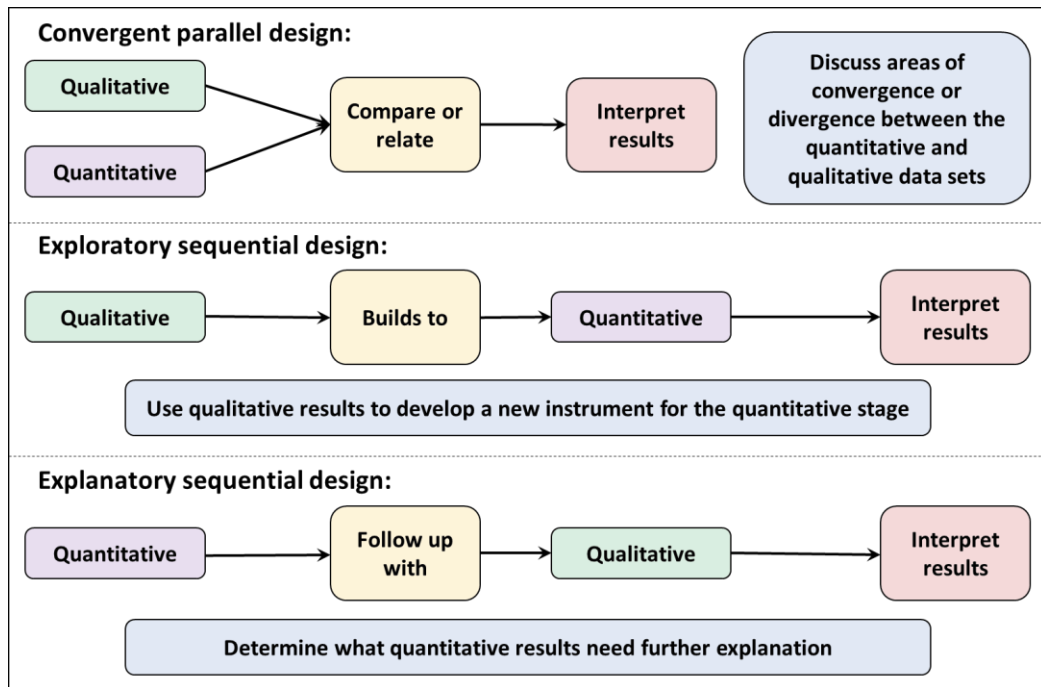 Convergent parallel design:
Qualitative
Quantitative
Compare or
relate
Interpret
results
Discuss areas of
convergence or
divergence between the
quantitative and
qualitative data sets
Exploratory sequential design:
Qualitative
Builds to
Quantitative
Interpret
results
Use qualitative results to develop a new instrument for the quantitative stage
Explanatory sequential design:
Quantitative
Follow up
with
Qualitative
Interpret
results
Determine what quantitative results need further explanation